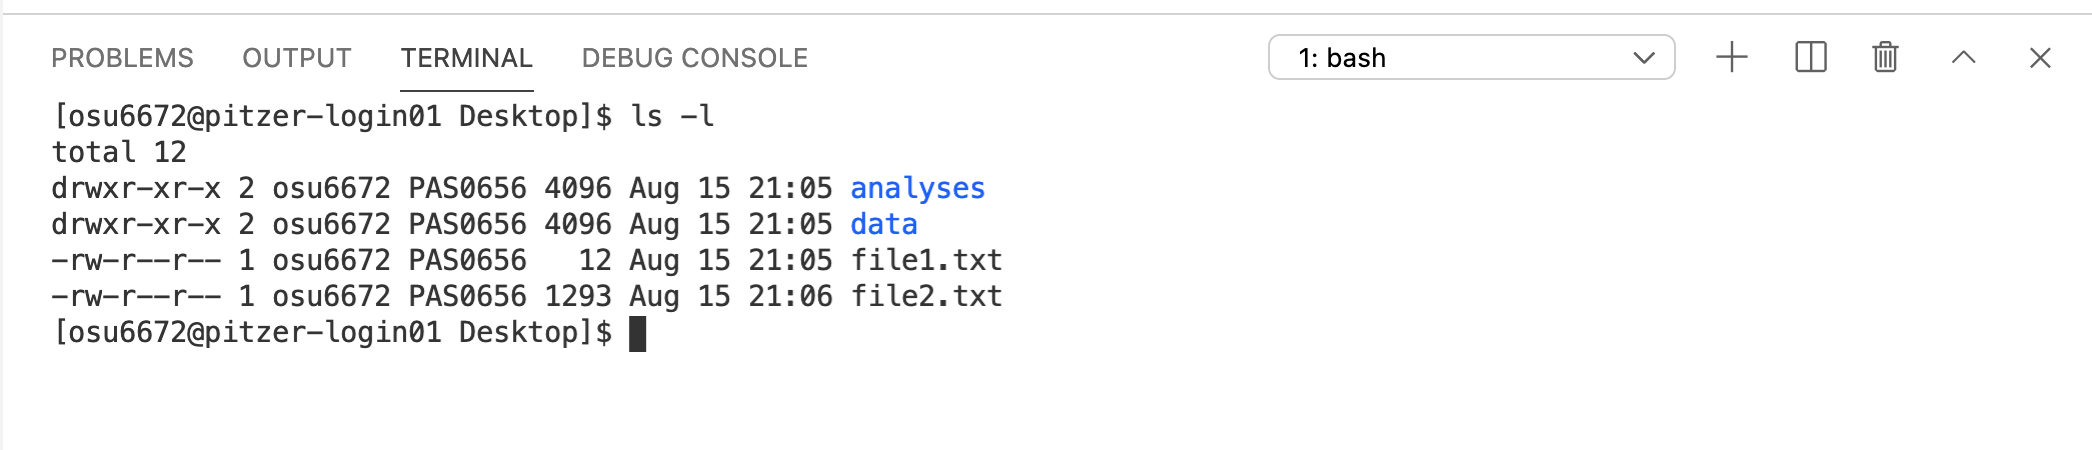 PROBLEMS OUTPUT TERMINAL DEBUG CONSOLE 1: bash
[osu6672@pitzer-login01 Desktop]$ ls -l
total 12
drwxr-xr-x 2 osu6672 PAS0656 4096 Aug 15 21:05 analyses
drwxr-xr-x 2 osu6672 PAS0656 4096 Aug 15 21:05 data
-rw-r--r-- 1 osu6672 PAS0656   12 Aug 15 21:05 file1.txt
-rw-r--r-- 1 osu6672 PAS0656 1293 Aug 15 21:06 file2.txt
[osu6672@pitzer-login01 Desktop]$